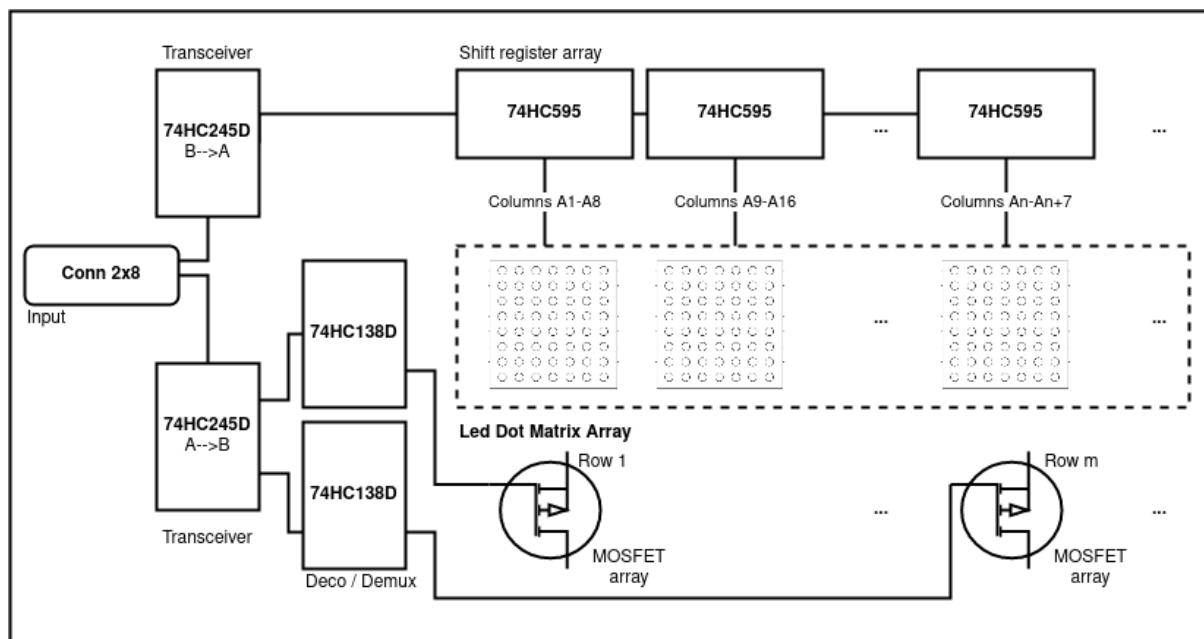 Transceiver
Shift register array
74HC245D
B-->A
74HC595
74HC595
...
74HC595
...
Columns A1-A8
Columns A9-A16
Columns An-An+7
Conn 2x8
Input
74HC138D
...
...
74HC245D
A-->B
Transceiver
74HC138D
Deco / Demux
Led Dot Matrix Array
Row 1
MOSFET
array
...
Row m
MOSFET
array
...